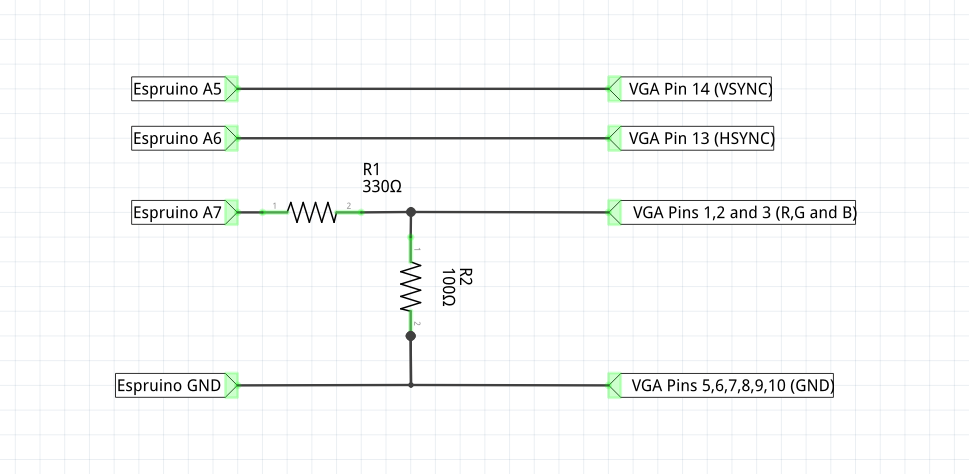 Espruino A5
VGA Pin 14 (VSYNC)
Espruino A6
VGA Pin 13 (HSYNC)
R1
330Ω
Espruino A7
1
2
VGA Pins 1,2 and 3 (R,G and B)
1
R2
100Ω
2
Espruino GND
VGA Pins 5,6,7,8,9,10 (GND)